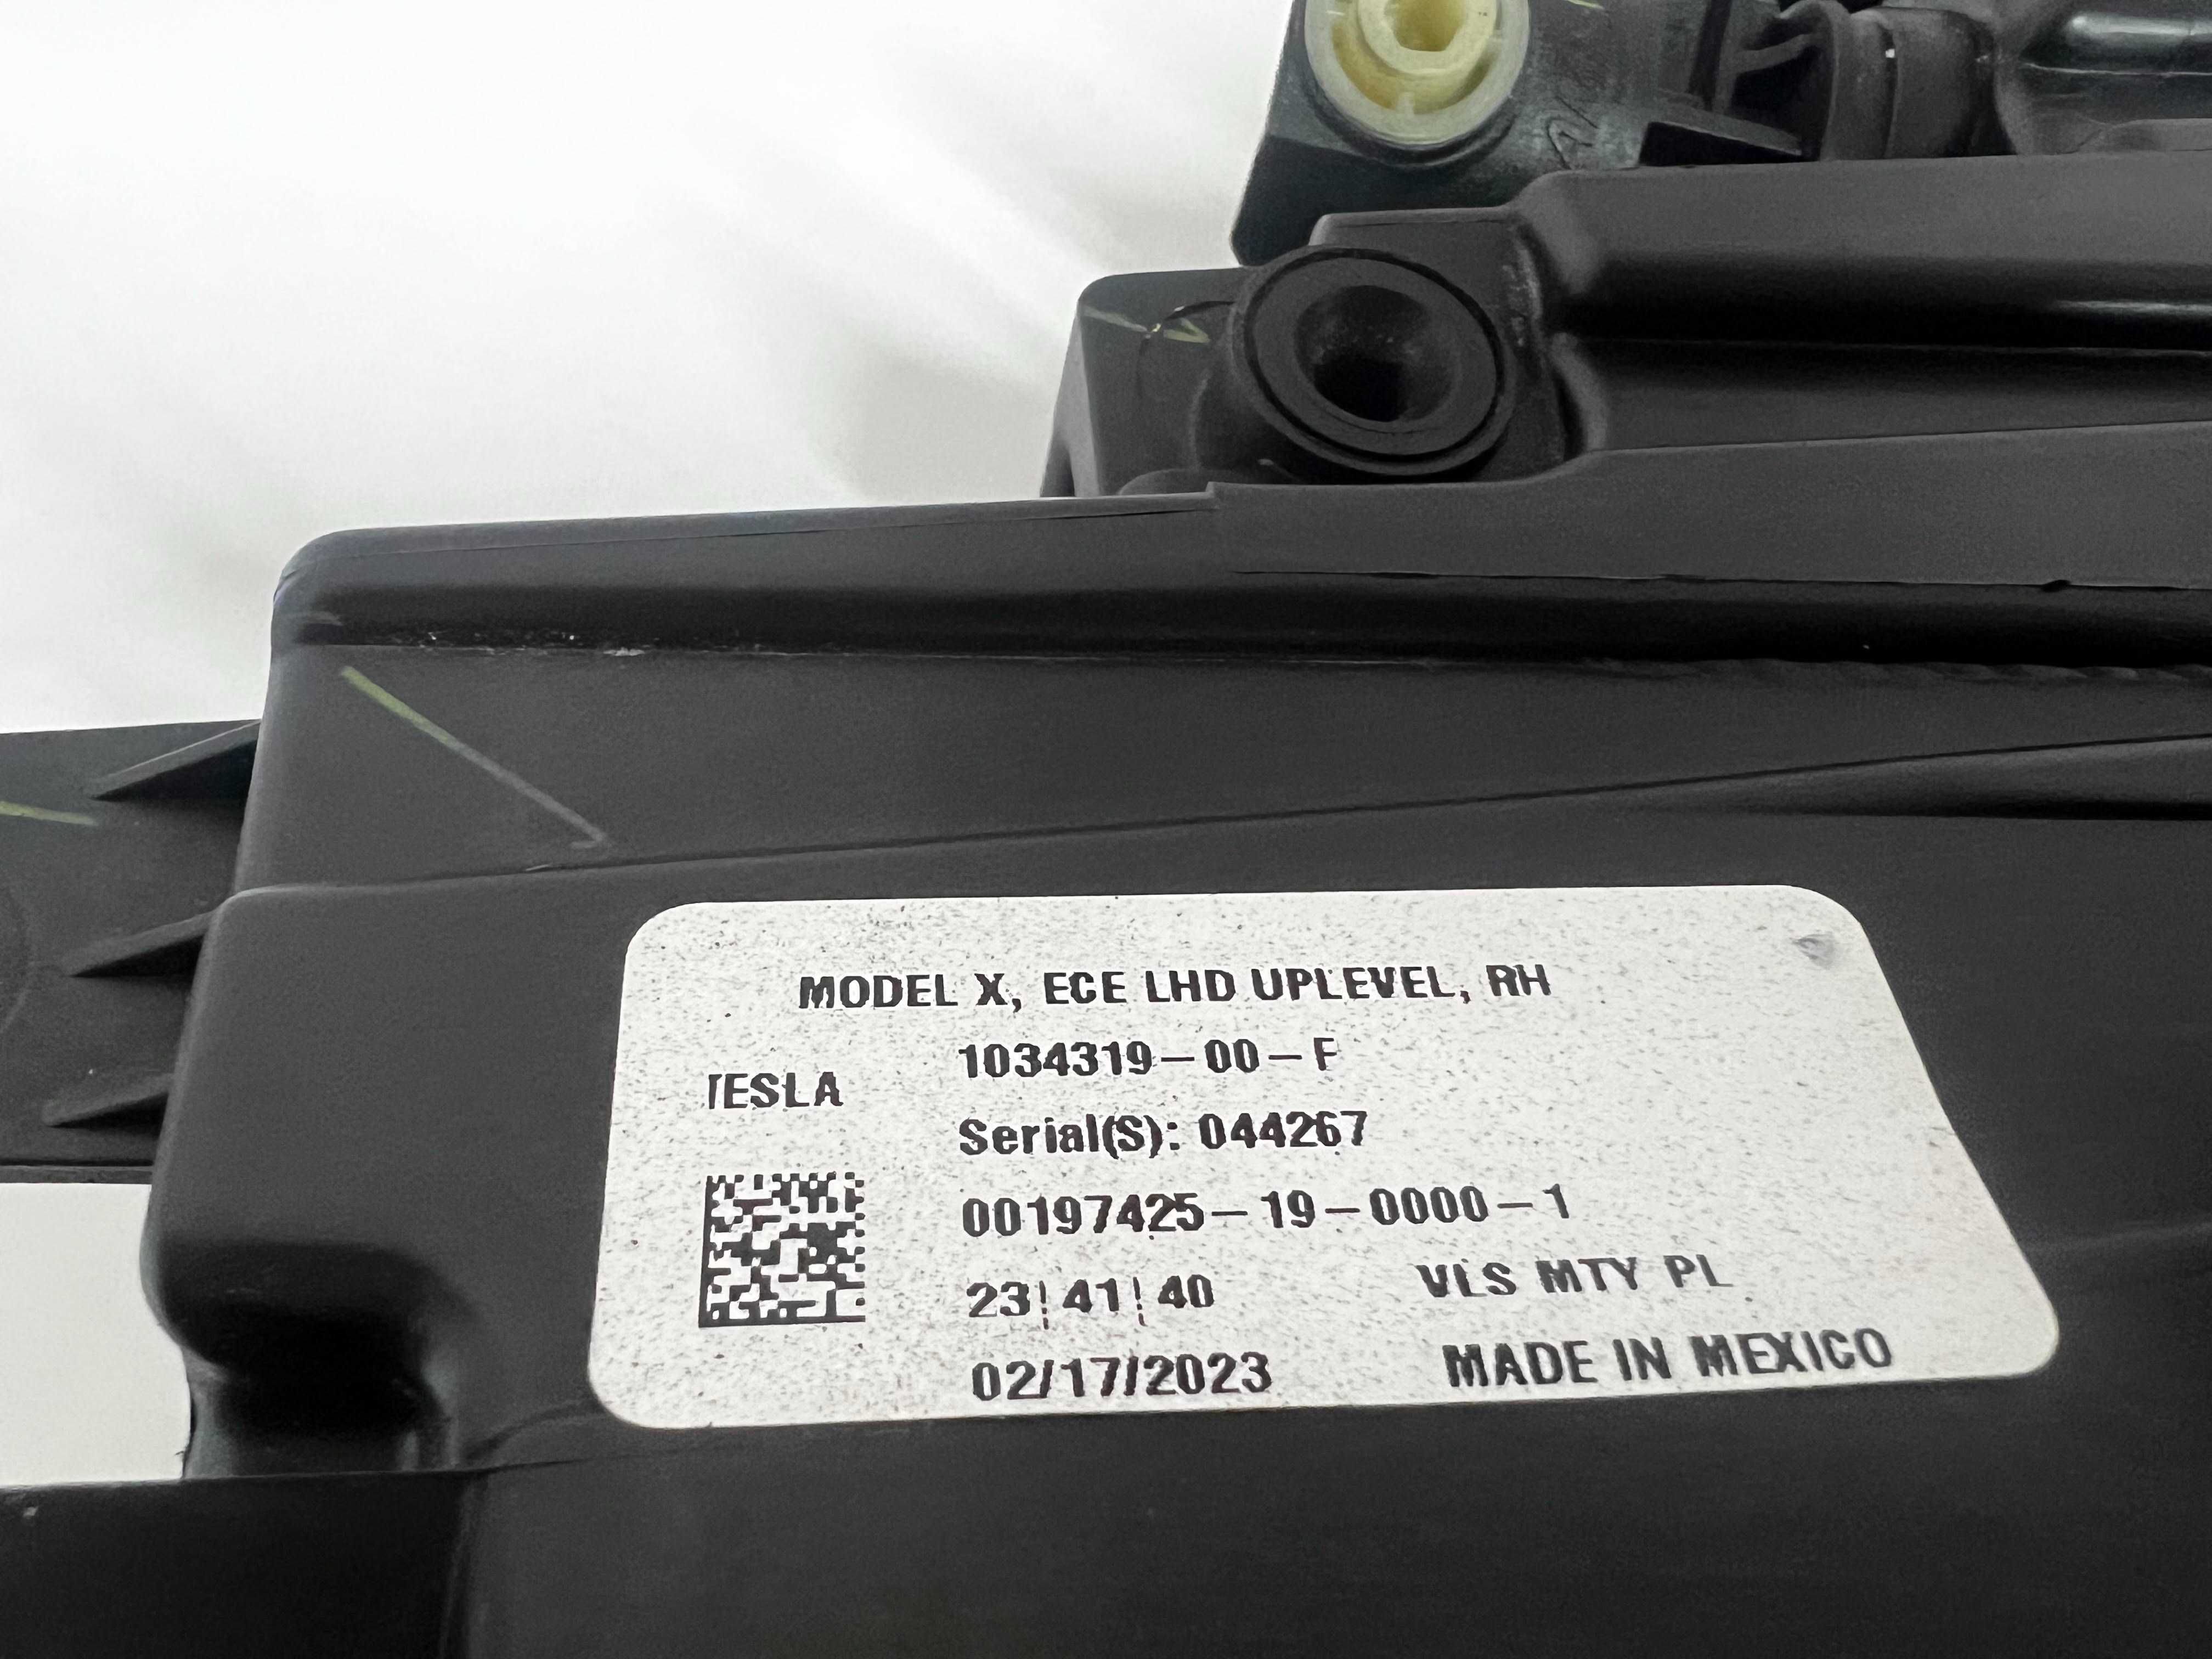 MODEL X, ECE LHD UPLEVEL, RH
1034319-00-F
TESLA
Serial(S): 044267
00197425-19-0000-1
23|41|40
VLS MTY PL
02/17/2023
MADE IN MEXICO